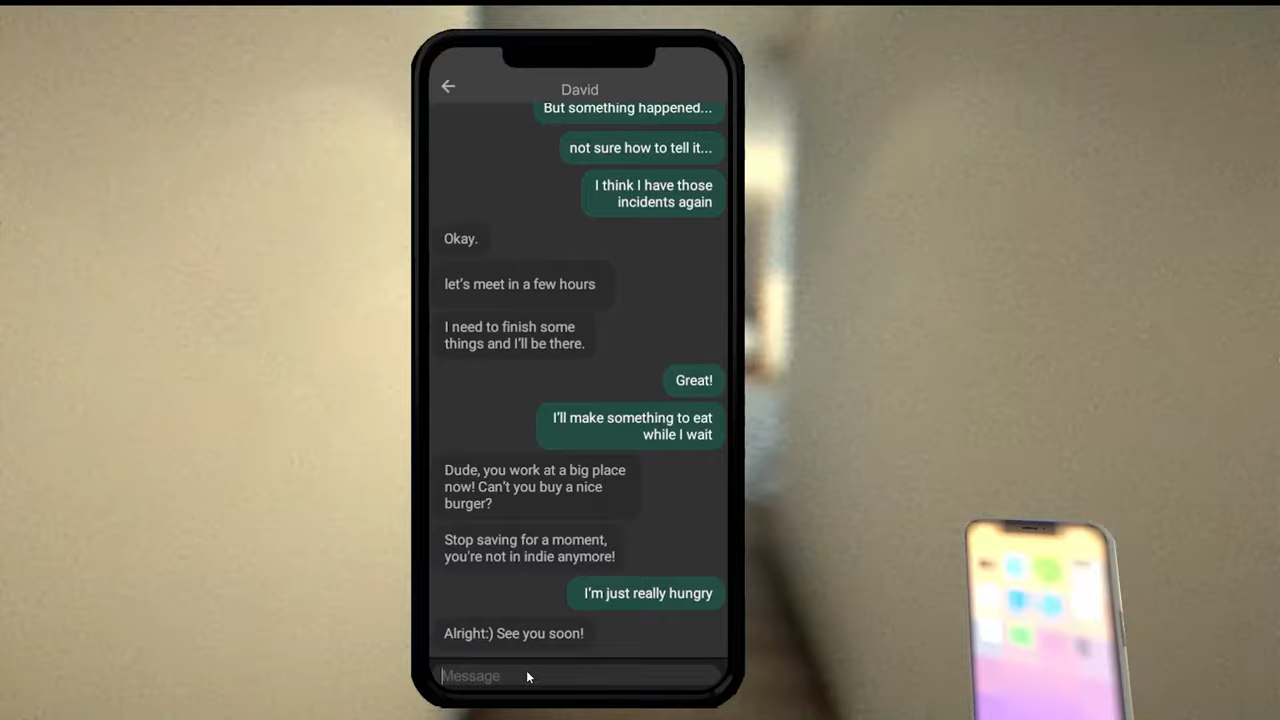 David
But something happened...
not sure how to tell it...
I think I have those
incidents again
Okay.
let's meet in a few hours
I need to finish some
things and I'll be there.
Great!
I'll make something to eat
while I wait
Dude, you work at a big place
now! Can't you buy a nice
burger?
Stop saving for a moment,
you're not in indie anymore!
I'm just really hungry
Alright:) See you soon!
Message